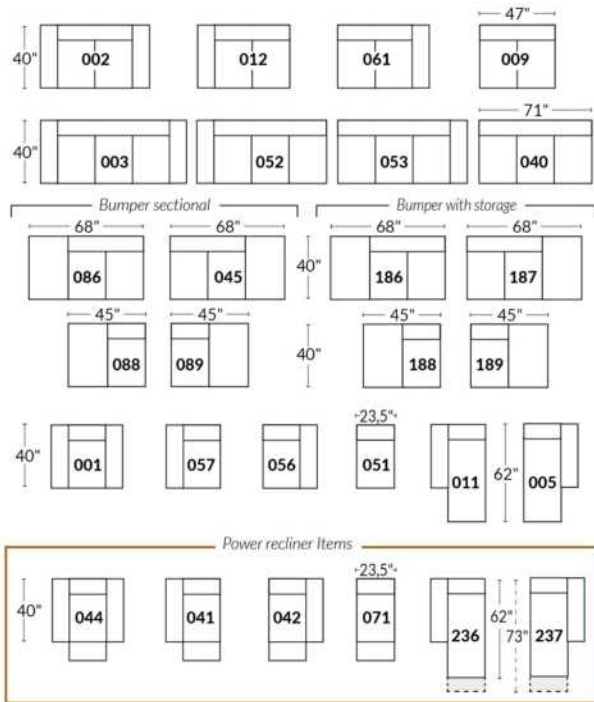 47"
40" 002 012 061 009
71"
40" 003 052 053 040
Bumper sectional Bumper with storage
68" 68" 68" 68"
086 045 40" 186 187
45" 45" 45" 45"
088 089 40" 188 189
23,5"
40" 001 057 056 051 011 62" 005
Power recliner Items
23,5"
40" 044 041 042 071 236 62" 73" 237